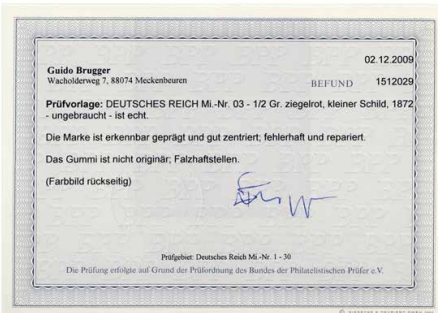 02.12.2009
Guido Brugger
Wacholderweg 7, 88074 Meckenbeuren
BEFUND 1512029
Prüfvorlage: DEUTSCHES REICH Mi.-Nr. 03 - 1/2 Gr. ziegelrot, kleiner Schild, 1872
- ungebraucht - ist echt.
Die Marke ist erkennbar geprägt und gut zentriert; fehlerhaft und repariert.
Das Gummi ist nicht originär; Falzhaftstellen.
(Farbbild rückseitig)
Prüfgebiet: Deutsches Reich Mi.-Nr. 1 - 30
Die Prüfung erfolgte auf Grund der Prüfordnung des Bundes der Philatelistischen Prüfer e.V.